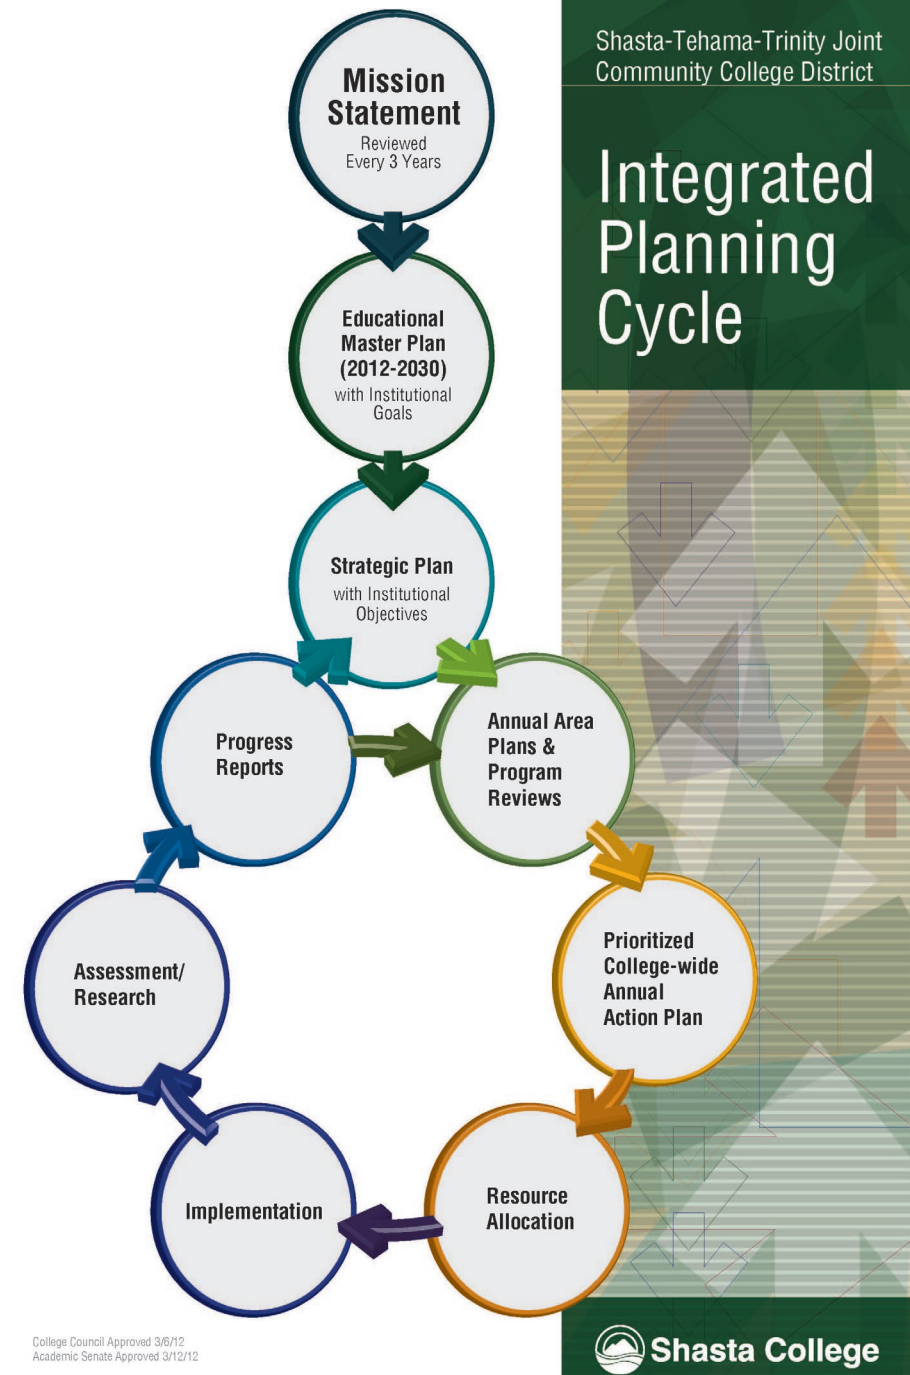 Shasta-Tehama-Trinity Joint
Community College District
Integrated
Planning
Cycle
Mission
Statement
Reviewed
Every 3 Years
Educational
Master Plan
(2012-2030)
with Institutional
Goals
Strategic Plan
with Institutional
Objectives
Progress
Reports
Annual Area
Plans &
Program
Reviews
Assessment/
Research
Prioritized
College-wide
Annual
Action Plan
Implementation
Resource
Allocation
College Council Approved 3/6/12
Academic Senate Approved 3/12/12
Shasta College